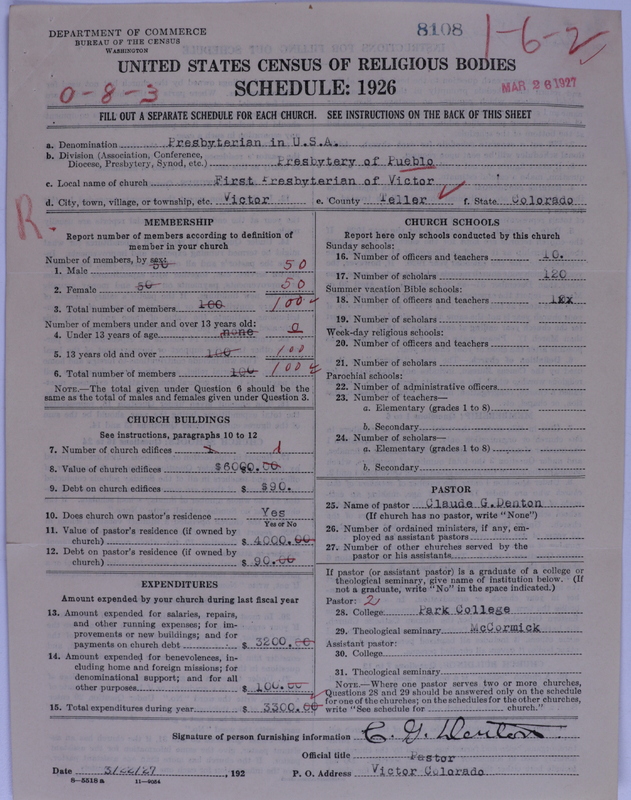 DEPARTMENT OF COMMERCE
BUREAU OF THE CENSUS
WASHINGTON
8108
1-6-2
UNITED STATES CENSUS OF RELIGIOUS BODIES
SCHEDULE: 1926
MAR 26 1927
0-8-3
FILL OUT A SEPARATE SCHEDULE FOR EACH CHURCH. SEE INSTRUCTIONS ON THE BACK OF THIS SHEET
a. Denomination Presbyterian in U.S.A.
b. Division (Association, Conference, Diocese, Presbytery, Synod, etc.) Presbytery of Pueblo
c. Local name of church First Presbyterian of Victor
d. City, town, village, or township, etc. Victor e. County Teller f. State Colorado
R.
MEMBERSHIP
Report number of members according to definition of
member in your church
Number of members, by sex:
1. Male 50 50
2. Female 50 50
3. Total number of members 100 100
Number of members under and over 13 years old:
4. Under 13 years of age none 0
5. 13 years old and over 100 100
6. Total number of members 100 100
NOTE.—The total given under Question 6 should be the
same as the total of males and females given under Question 3.
CHURCH BUILDINGS
See instructions, paragraphs 10 to 12
7. Number of church edifices 1
8. Value of church edifices $6000.00
9. Debt on church edifices $ $90.
10. Does church own pastor's residence Yes
Yes or No
11. Value of pastor's residence (if owned by
church) $ 4000.00
12. Debt on pastor's residence (if owned by
church) $ 90.00
EXPENDITURES
Amount expended by your church during last fiscal year
13. Amount expended for salaries, repairs,
and other running expenses; for im-
provements or new buildings; and for
payments on church debt $ 3200.00
14. Amount expended for benevolences, in-
cluding home and foreign missions; for
denominational support; and for all
other purposes $ 100.00
15. Total expenditures during year $ 3300.00
CHURCH SCHOOLS
Report here only schools conducted by this church
Sunday schools:
16. Number of officers and teachers 10.
17. Number of scholars 120
Summer vacation Bible schools:
18. Number of officers and teachers
19. Number of scholars
Week-day religious schools:
20. Number of officers and teachers
21. Number of scholars
Parochial schools:
22. Number of administrative officers
23. Number of teachers—
a. Elementary (grades 1 to 8)
b. Secondary
24. Number of scholars—
a. Elementary (grades 1 to 8)
b. Secondary
PASTOR
25. Name of pastor Claude G. Denton
(If church has no pastor, write "None")
26. Number of ordained ministers, if any, em-
ployed as assistant pastors
27. Number of other churches served by the
pastor or his assistants
If pastor (or assistant pastor) is a graduate of a college or
theological seminary, give name of institution below. (If
not a graduate, write "No" in the space indicated.)
Pastor: 2
28. College Park College
29. Theological seminary McCormick
Assistant pastor:
30. College
31. Theological seminary
NOTE.—Where one pastor serves two or more churches,
Questions 28 and 29 should be answered only on the schedule
for one of the churches; on the schedules for the other churches,
write "See schedule for church."
Signature of person furnishing information C. G. Denton
Official title Pastor
Date 3/22/27, 192 P. O. Address Victor Colorado
8—5518 a 11—9054